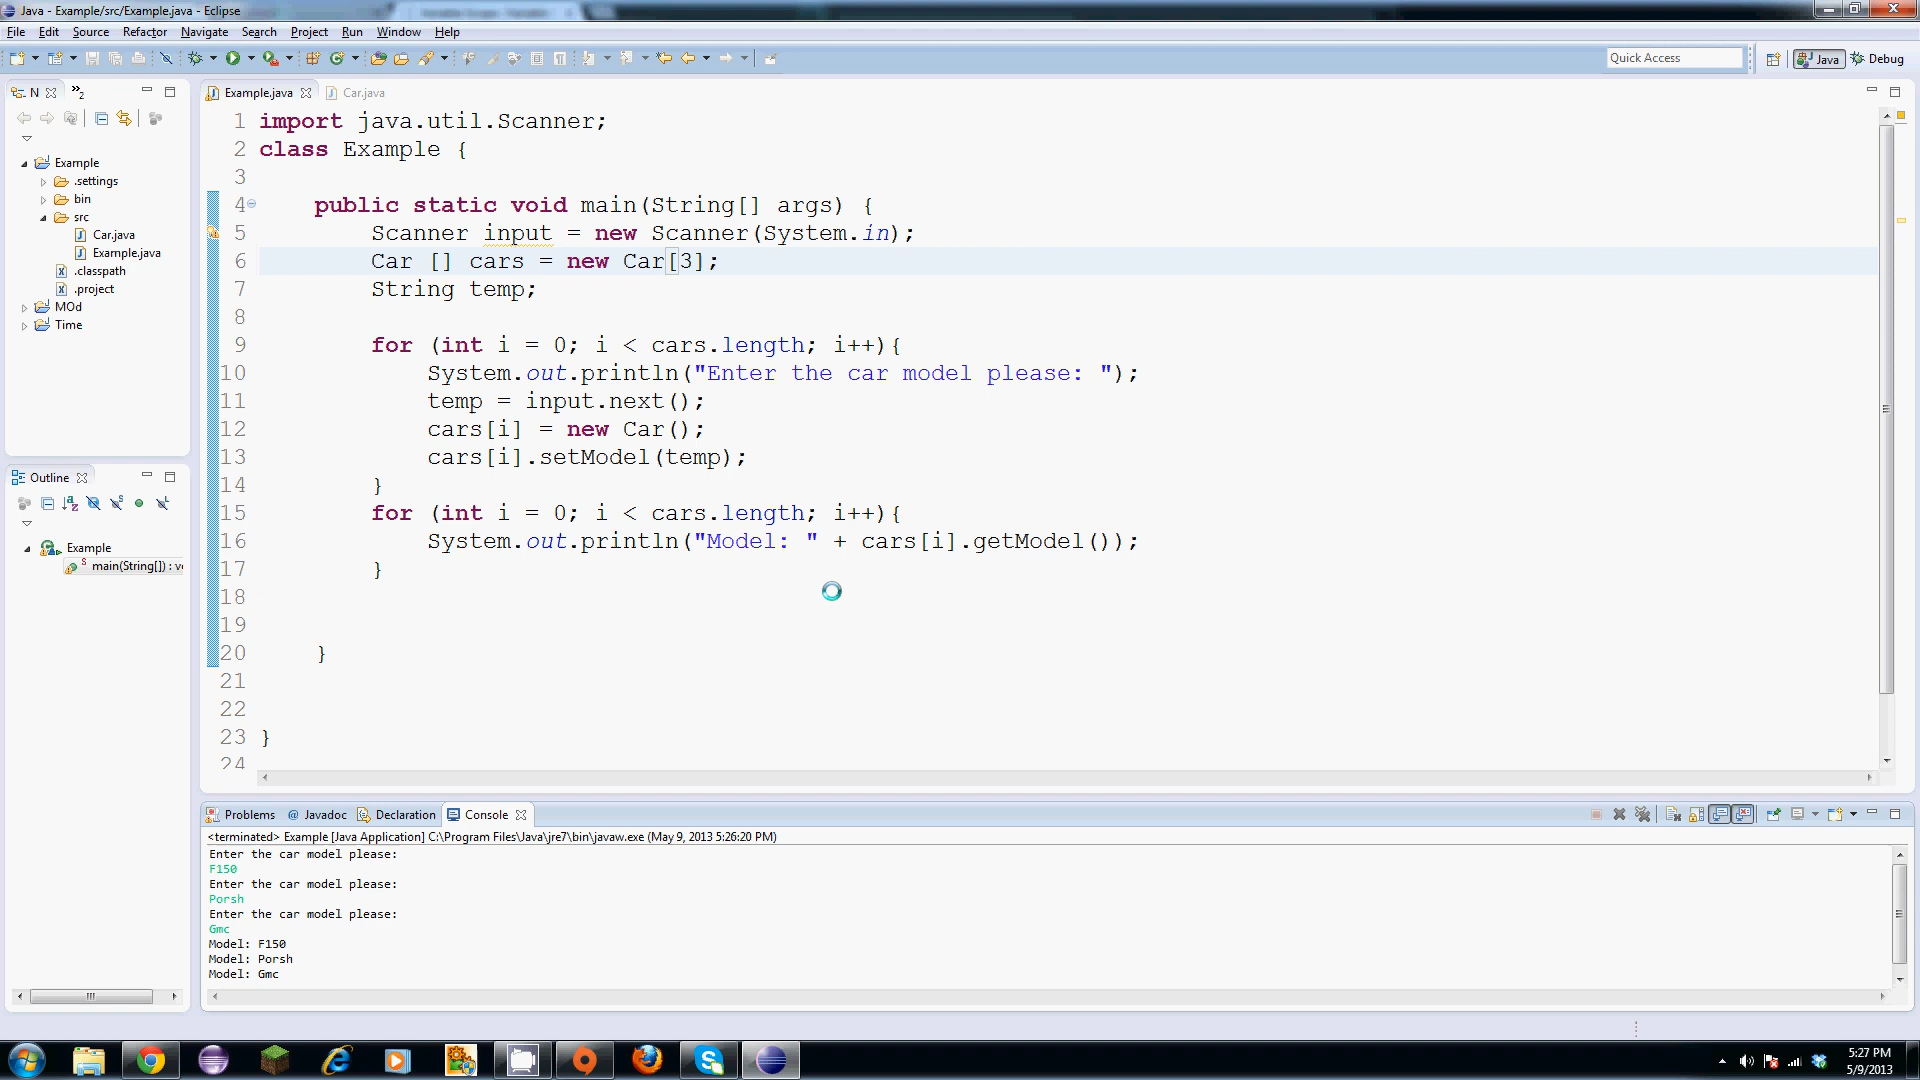 Java - Example/src/Example.java - Eclipse
File Edit Source Refactor Navigate Search Project Run Window Help
Quick Access
Java
Debug
N
2
Example.java
Car.java
Example
.settings
bin
src
Car.java
Example.java
.classpath
.project
MOd
Time
Outline
Example
main(String[]) : v
1 import java.util.Scanner;
2 class Example {
3
4 public static void main(String[] args) {
5 Scanner input = new Scanner(System.in);
6 Car [] cars = new Car[3];
7 String temp;
8
9 for (int i = 0; i < cars.length; i++){
10 System.out.println("Enter the car model please: ");
11 temp = input.next();
12 cars[i] = new Car();
13 cars[i].setModel(temp);
14 }
15 for (int i = 0; i < cars.length; i++){
16 System.out.println("Model: " + cars[i].getModel());
17 }
18
19
20 }
21
22
23 }
24
Problems @ Javadoc Declaration Console
<terminated> Example [Java Application] C:\Program Files\Java\jre7\bin\javaw.exe (May 9, 2013 5:26:20 PM)
Enter the car model please:
F150
Enter the car model please:
Porsh
Enter the car model please:
Gmc
Model: F150
Model: Porsh
Model: Gmc
5:27 PM
5/9/2013